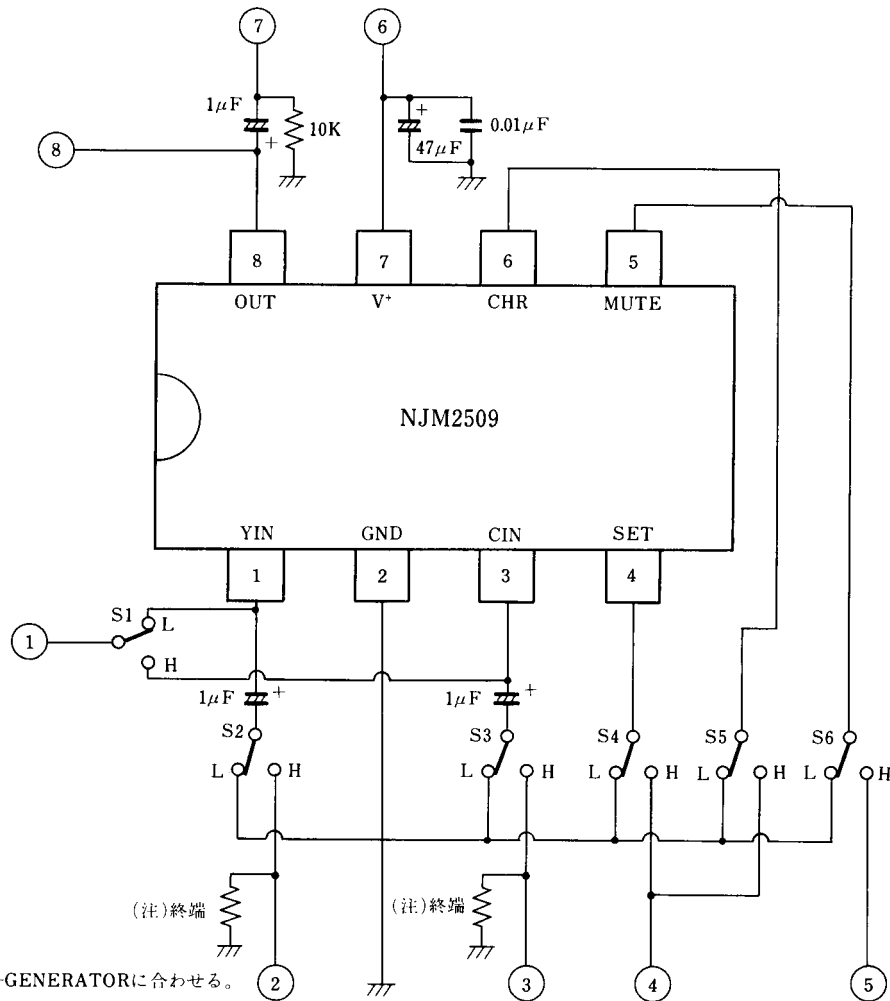 7
6
1μF
10K
+
+
47μF
0.01μF
8
8
7
6
5
OUT
V+
CHR
MUTE
NJM2509
YIN
GND
CIN
SET
1
2
3
4
1
S1
L
H
1μF
+
1μF
+
S2
L
H
S3
L
H
S4
L
H
S5
L
H
S6
L
H
(注)終端
(注)終端
-GENERATORに合わせる。
2
3
4
5